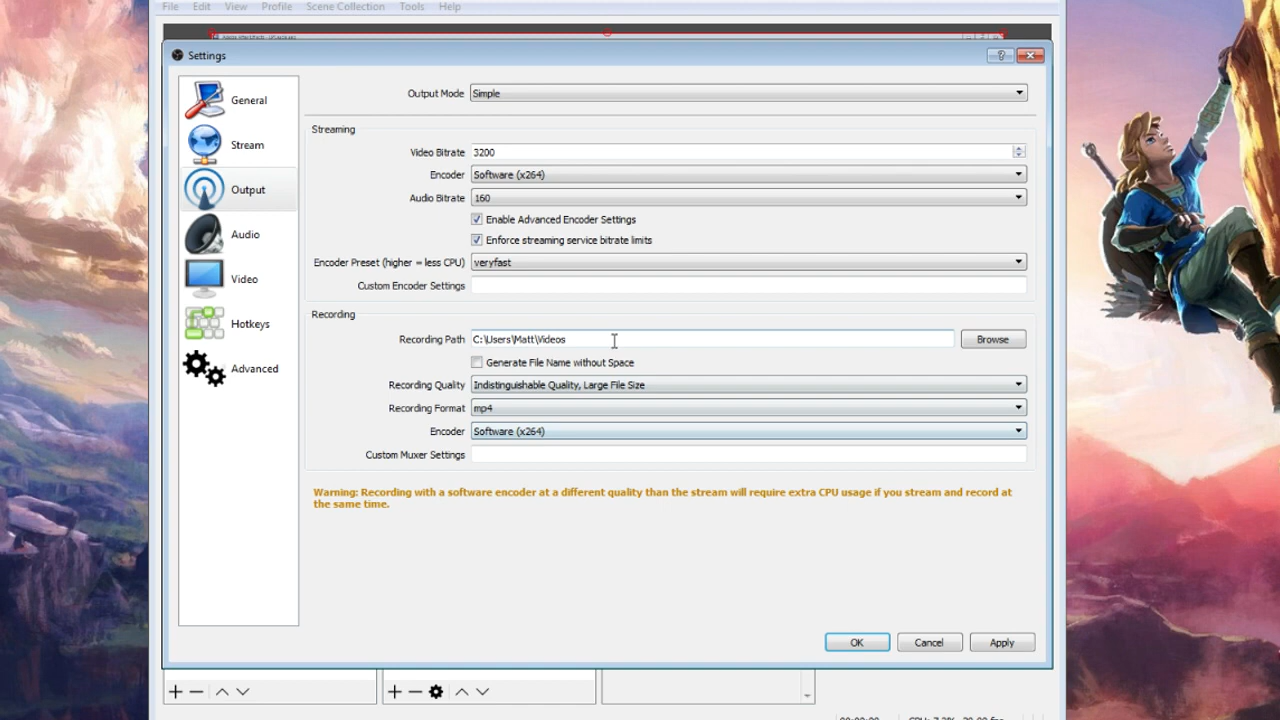 File Edit View Profile Scene Collection Tools Help
Settings
General
Stream
Output
Audio
Video
Hotkeys
Advanced
Output Mode Simple
Streaming
Video Bitrate 3200
Encoder Software (x264)
Audio Bitrate 160
Enable Advanced Encoder Settings
Enforce streaming service bitrate limits
Encoder Preset (higher = less CPU) veryfast
Custom Encoder Settings
Recording
Recording Path C:\Users\Matt\Videos Browse
Generate File Name without Space
Recording Quality Indistinguishable Quality, Large File Size
Recording Format mp4
Encoder Software (x264)
Custom Muxer Settings
Warning: Recording with a software encoder at a different quality than the stream will require extra CPU usage if you stream and record at
the same time.
OK Cancel Apply